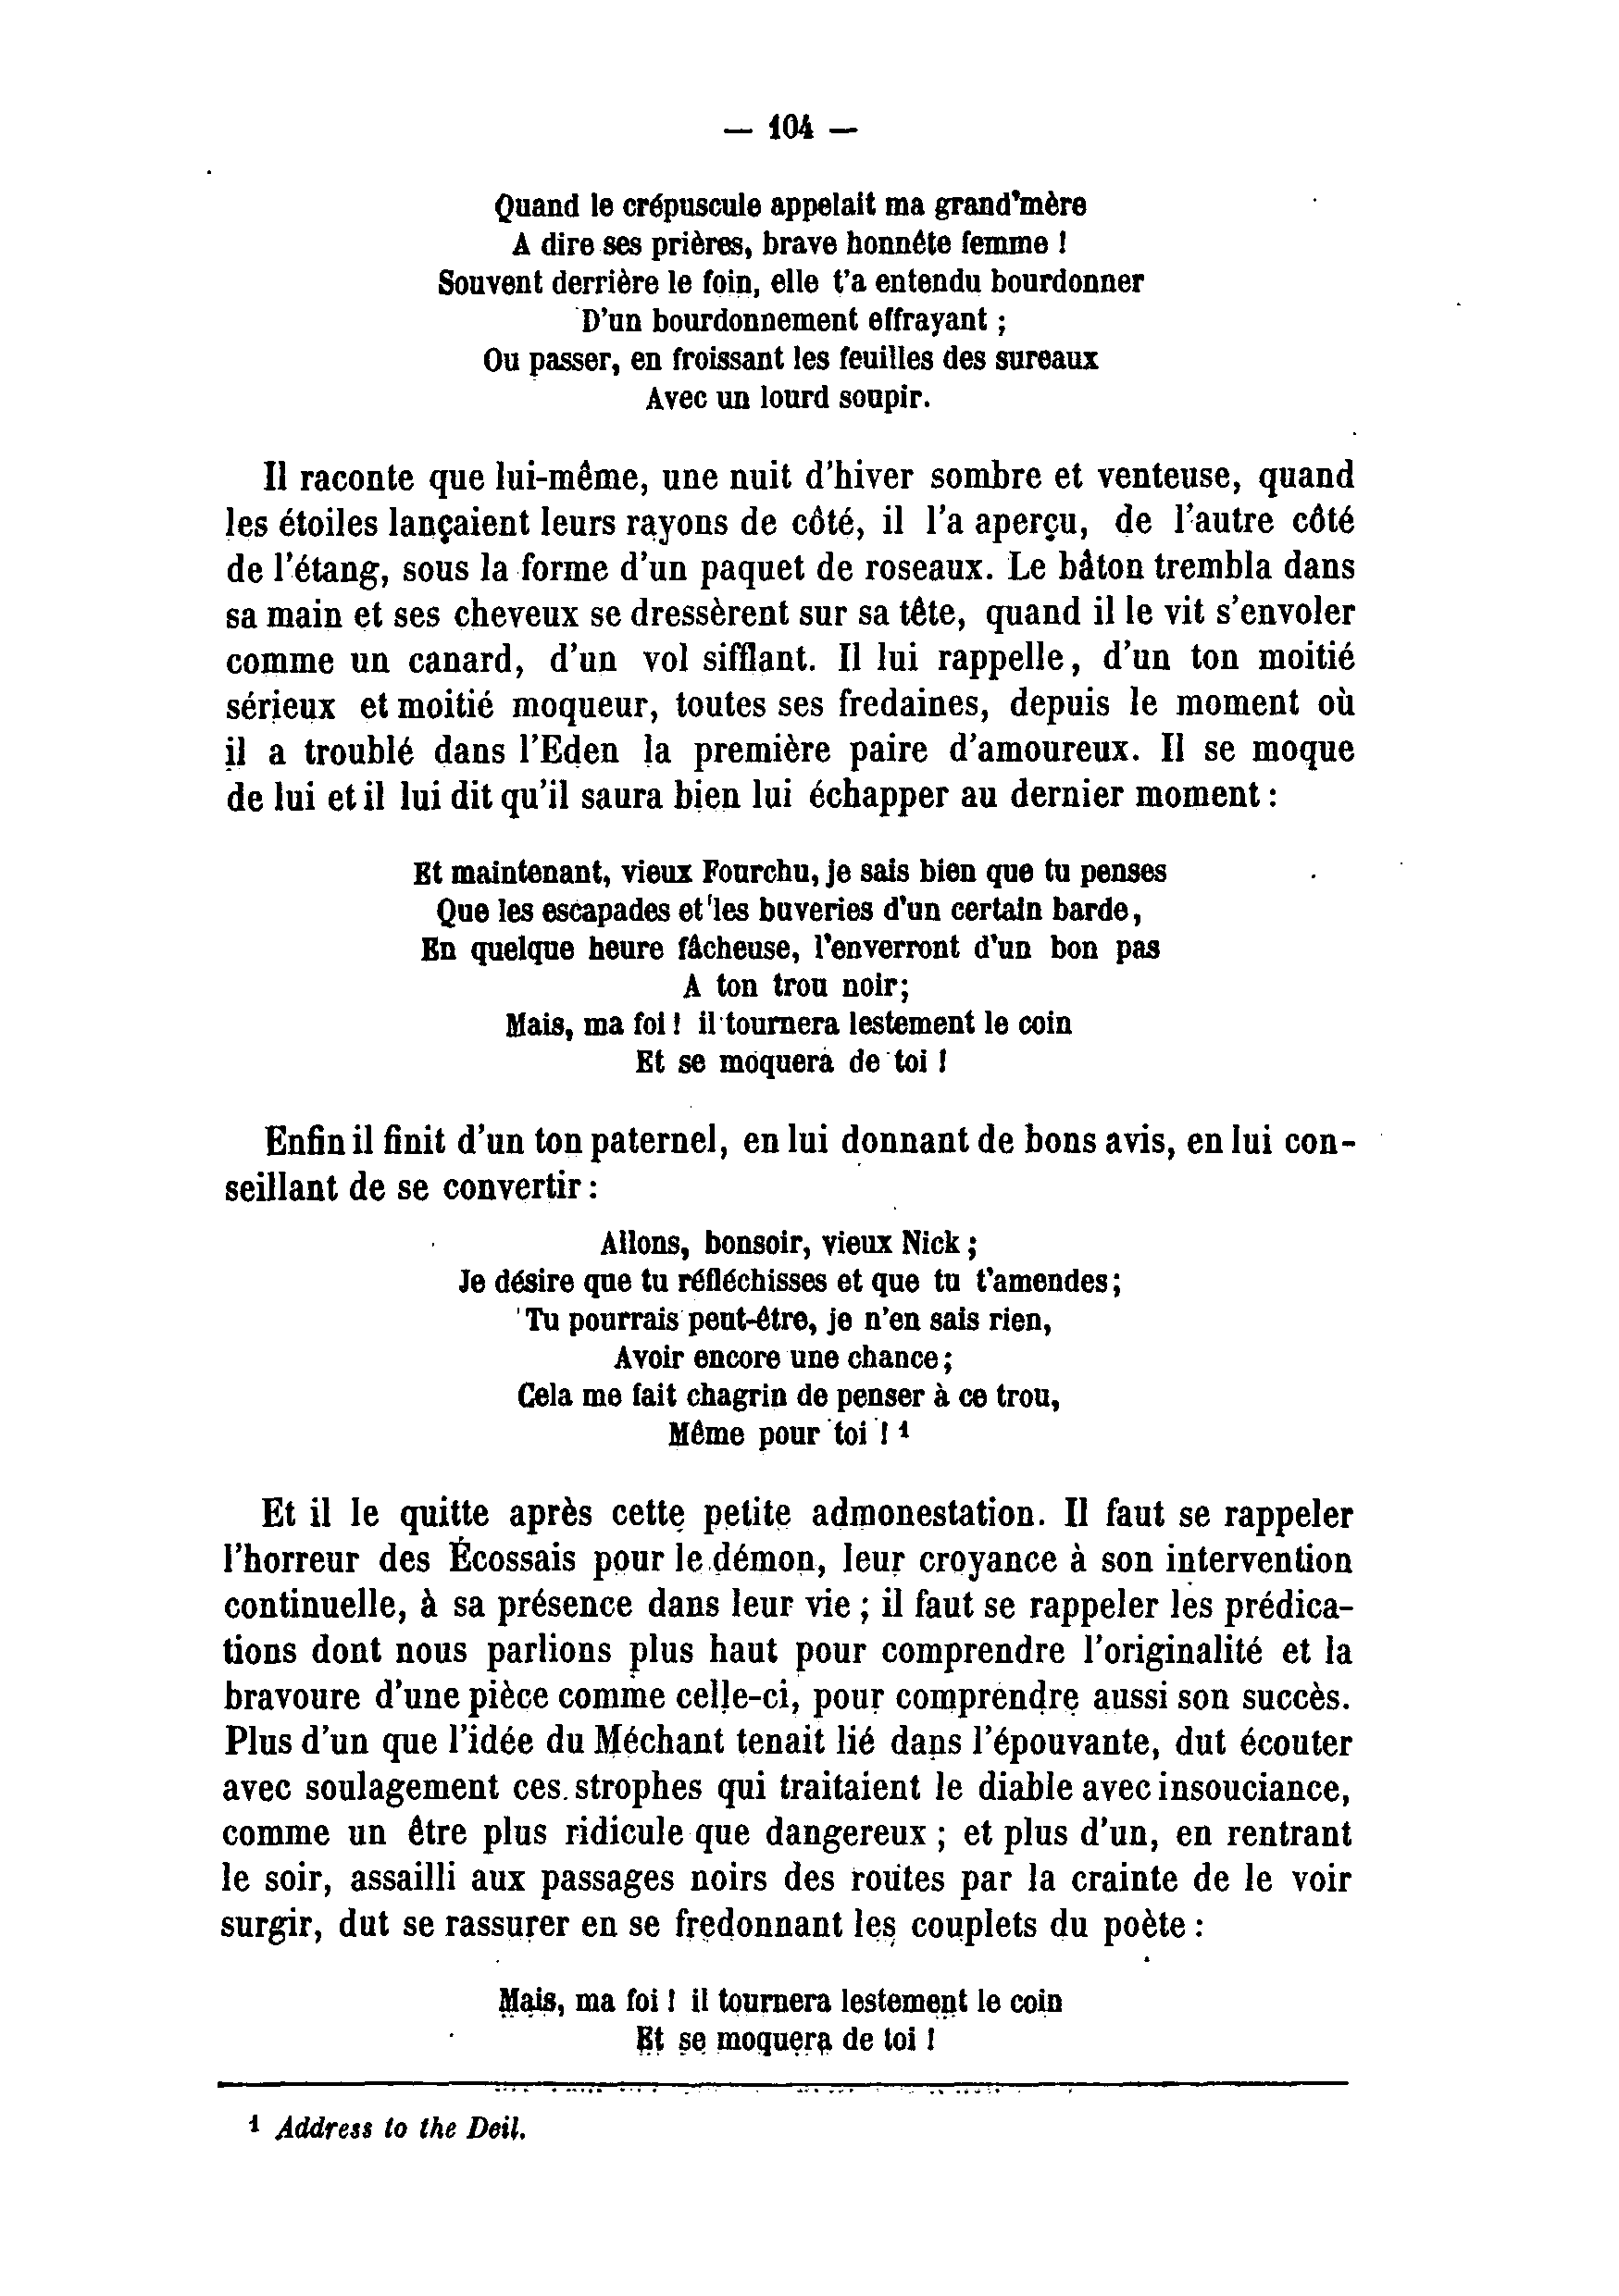 — 104 —
Quand le crépuscule appelait ma grand'mère
A dire ses prières, brave honnête femme !
Souvent derrière le foin, elle t'a entendu bourdonner
D'un bourdonnement effrayant ;
Ou passer, en froissant les feuilles des sureaux
Avec un lourd soupir.
Il raconte que lui-même, une nuit d'hiver sombre et venteuse, quand
les étoiles lançaient leurs rayons de côté, il l'a aperçu, de l'autre côté
de l'étang, sous la forme d'un paquet de roseaux. Le bâton trembla dans
sa main et ses cheveux se dressèrent sur sa tête, quand il le vit s'envoler
comme un canard, d'un vol sifflant. Il lui rappelle, d'un ton moitié
sérieux et moitié moqueur, toutes ses fredaines, depuis le moment où
il a troublé dans l'Eden la première paire d'amoureux. Il se moque
de lui et il lui dit qu'il saura bien lui échapper au dernier moment :
Et maintenant, vieux Fourchu, je sais bien que tu penses
Que les escapades et les buveries d'un certain barde,
En quelque heure fâcheuse, l'enverront d'un bon pas
A ton trou noir;
Mais, ma foi ! il tournera lestement le coin
Et se moquera de toi !
Enfin il finit d'un ton paternel, en lui donnant de bons avis, en lui con-
seillant de se convertir :
Allons, bonsoir, vieux Nick ;
Je désire que tu réfléchisses et que tu t'amendes;
Tu pourrais peut-être, je n'en sais rien,
Avoir encore une chance ;
Cela me fait chagrin de penser à ce trou,
Même pour toi ! 1
Et il le quitte après cette petite admonestation. Il faut se rappeler
l'horreur des Écossais pour le démon, leur croyance à son intervention
continuelle, à sa présence dans leur vie ; il faut se rappeler les prédica-
tions dont nous parlions plus haut pour comprendre l'originalité et la
bravoure d'une pièce comme celle-ci, pour comprendre aussi son succès.
Plus d'un que l'idée du Méchant tenait lié dans l'épouvante, dut écouter
avec soulagement ces strophes qui traitaient le diable avec insouciance,
comme un être plus ridicule que dangereux ; et plus d'un, en rentrant
le soir, assailli aux passages noirs des routes par la crainte de le voir
surgir, dut se rassurer en se fredonnant les couplets du poète :
Mais, ma foi ! il tournera lestement le coin
Et se moquera de toi !
1 Address to the Deil.